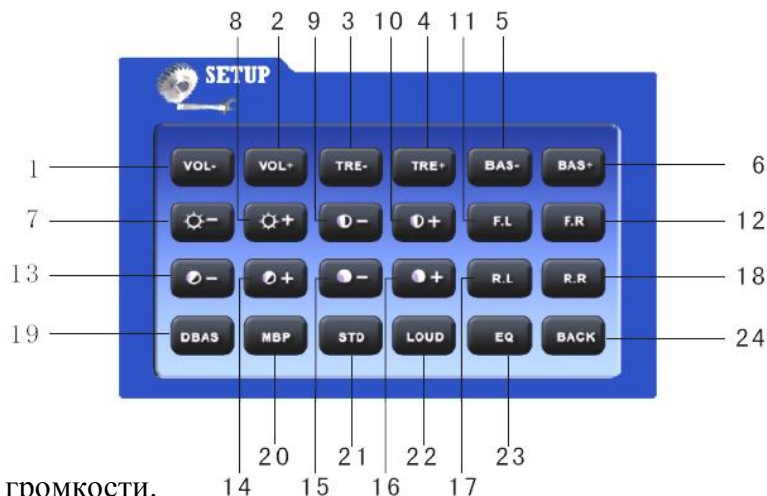 8 2 9 3 10 4 11 5
SETUP
1 VOL- VOL+ TRE- TRE+ BAS- BAS+ 6
7 - + - + F.L F.R 12
13 - + - + R.L R.R 18
19 DBAS MBP STD LOUD EQ BACK 24
20 21 22 23
громкости. 14 15 16 17